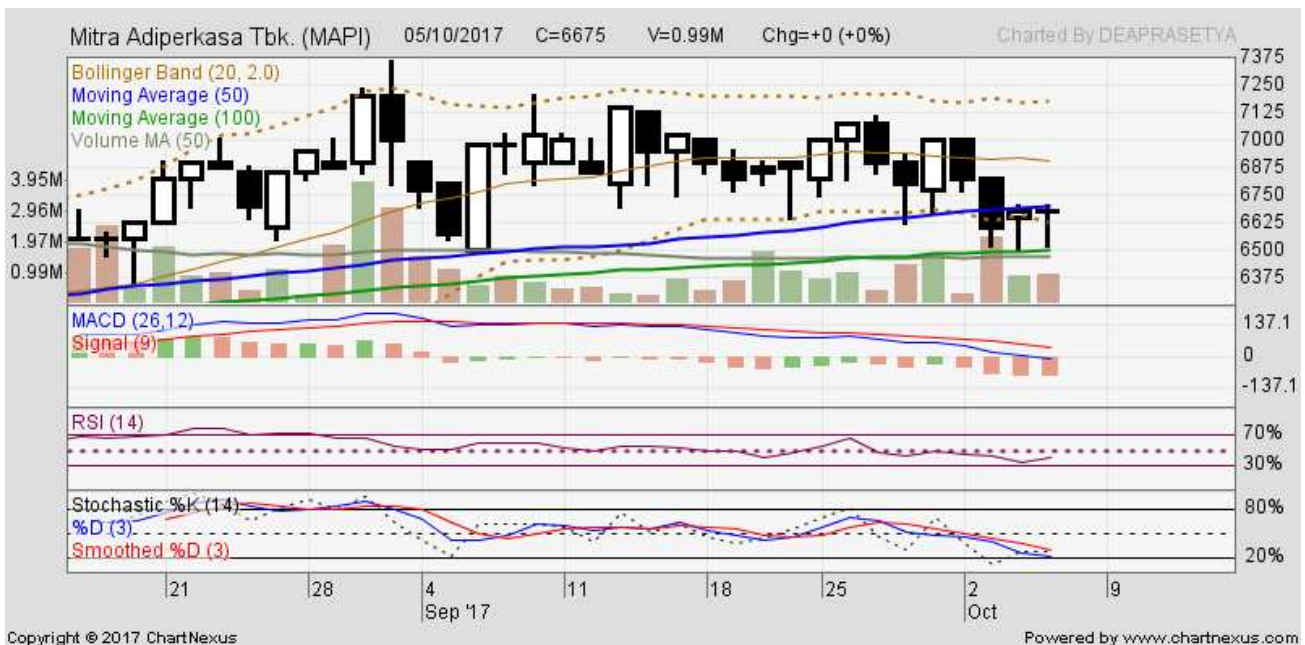 Mitra Adiperkasa Tbk. (MAPI) 05/10/2017 C=6675 V=0.99M Chg=+0 (+0%) Charted By DEAPRASETYA
Bollinger Band (20, 2.0)
Moving Average (50)
Moving Average (100)
Volume MA (50)
3.95M
2.96M
1.97M
0.99M
7375
7250
7125
7000
6875
6750
6625
6500
6375
MACD (26,12)
Signal (9)
137.1
0
-137.1
RSI (14)
70%
30%
Stochastic %K (14)
%D (3)
Smoothed %D (3)
80%
20%
21 28 4 11 18 25 2 9
Sep '17 Oct
Copyright © 2017 ChartNexus Powered by www.chartnexus.com